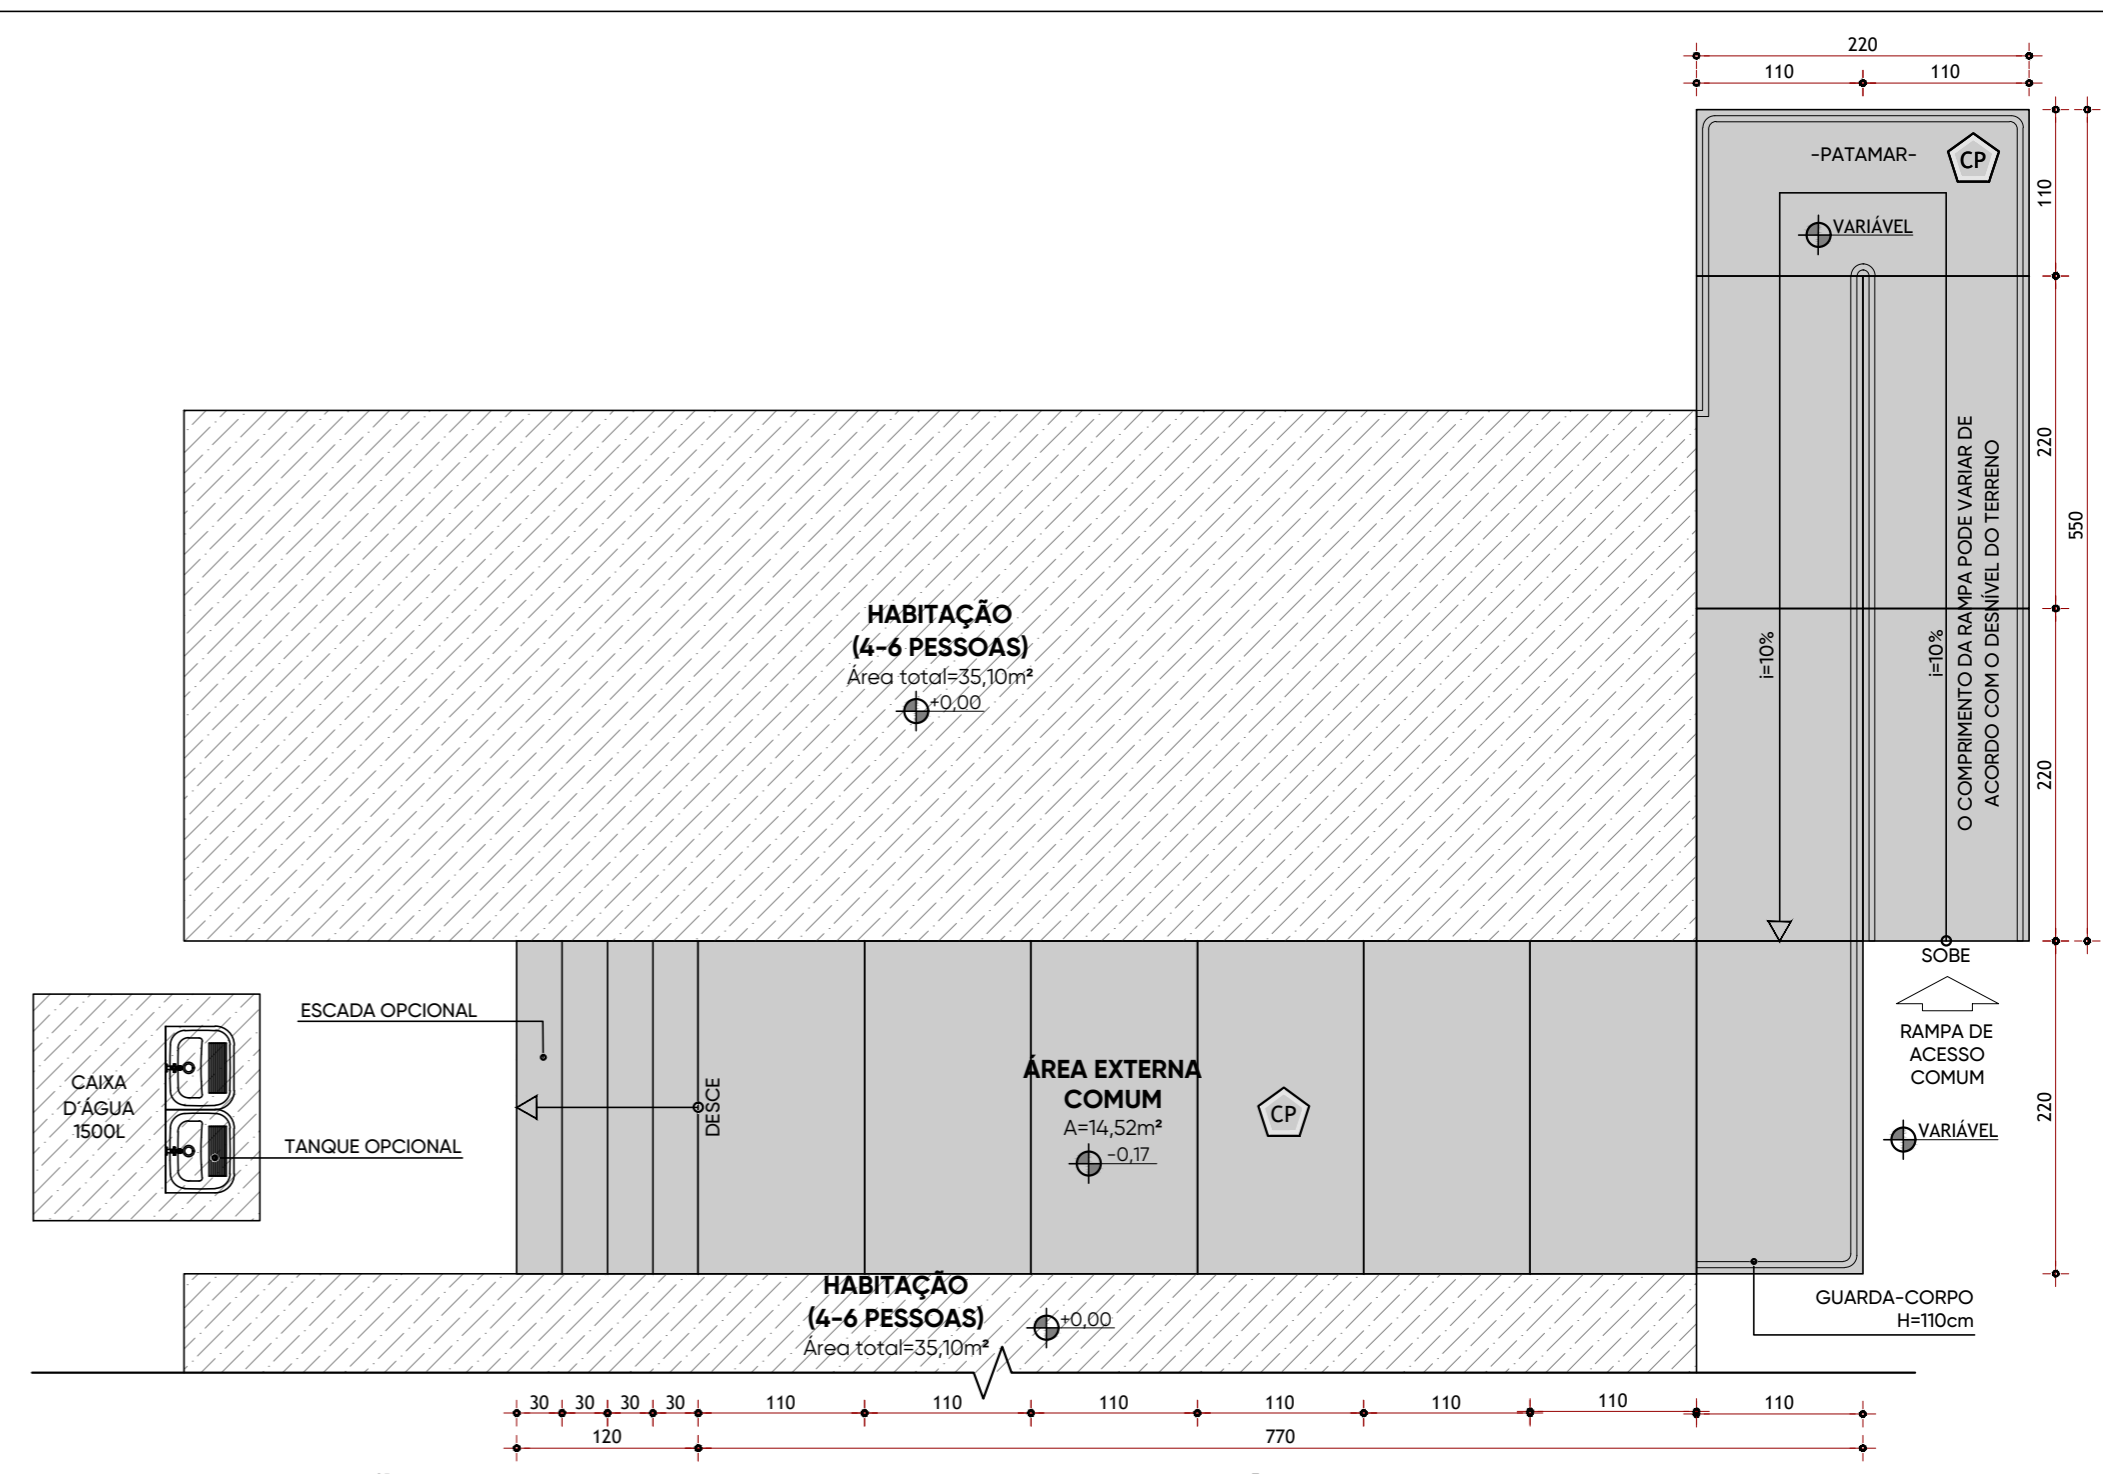 220
110
110
-PATAMAR-
CP
VARIÁVEL
110
220
220
550
220
i=10%
i=10%
O COMPRIMENTO DA RAMPA PODE VARIAR DE
ACORDO COM O DESNÍVEL DO TERRENO
HABITAÇÃO
(4-6 PESSOAS)
Área total=35,10m²
+0,00
SOBE
RAMPA DE
ACESSO
COMUM
VARIÁVEL
ESCADA OPCIONAL
CAIXA
D´ÁGUA
1500L
TANQUE OPCIONAL
DESCE
ÁREA EXTERNA
COMUM
A=14,52m²
-0,17
CP
GUARDA-CORPO
H=110cm
HABITAÇÃO
(4-6 PESSOAS)
Área total=35,10m²
+0,00
30
30
30
30
110
110
110
110
110
110
110
120
770